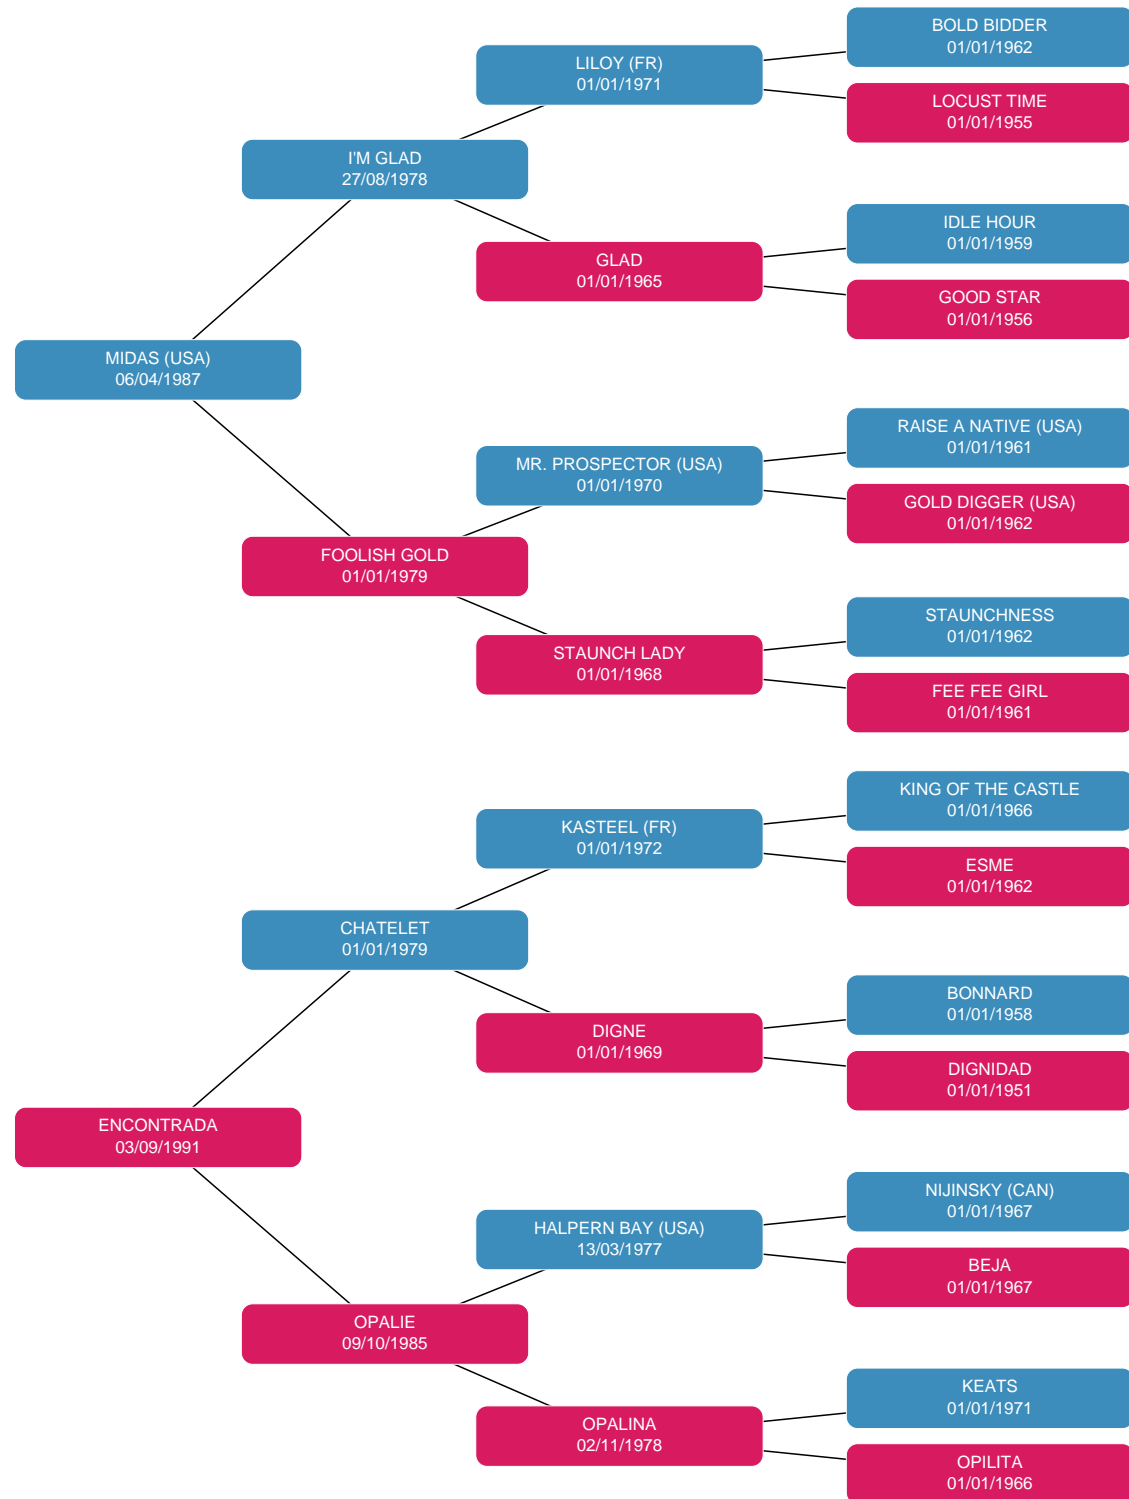 BOLD BIDDER
01/01/1962
LILOY (FR)
01/01/1971
LOCUST TIME
01/01/1955
I'M GLAD
27/08/1978
IDLE HOUR
01/01/1959
GLAD
01/01/1965
GOOD STAR
01/01/1956
MIDAS (USA)
06/04/1987
RAISE A NATIVE (USA)
01/01/1961
MR. PROSPECTOR (USA)
01/01/1970
GOLD DIGGER (USA)
01/01/1962
FOOLISH GOLD
01/01/1979
STAUNCHNESS
01/01/1962
STAUNCH LADY
01/01/1968
FEE FEE GIRL
01/01/1961
KING OF THE CASTLE
01/01/1966
KASTEEL (FR)
01/01/1972
ESME
01/01/1962
CHATELET
01/01/1979
BONNARD
01/01/1958
DIGNE
01/01/1969
DIGNIDAD
01/01/1951
ENCONTRADA
03/09/1991
NIJINSKY (CAN)
01/01/1967
HALPERN BAY (USA)
13/03/1977
BEJA
01/01/1967
OPALIE
09/10/1985
KEATS
01/01/1971
OPALINA
02/11/1978
OPILITA
01/01/1966